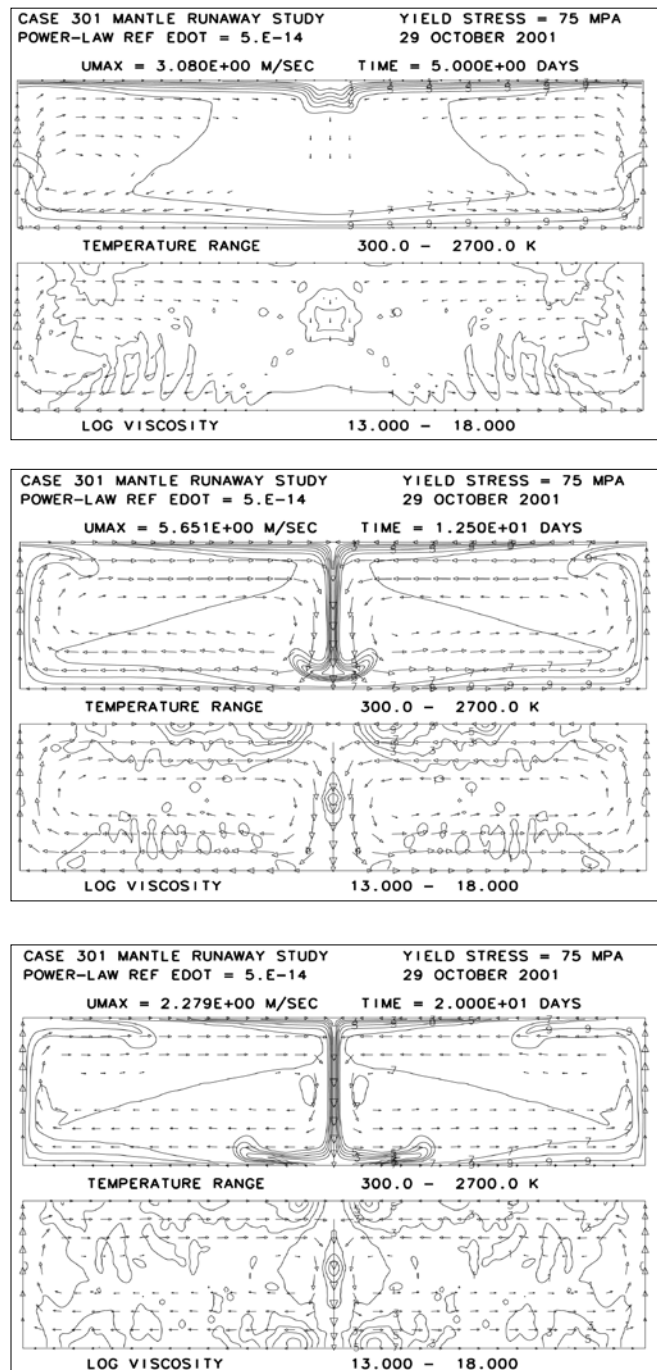 CASE 301 MANTLE RUNAWAY STUDY YIELD STRESS = 75 MPA
POWER-LAW REF EDOT = 5.E-14 29 OCTOBER 2001
UMAX = 3.080E+00 M/SEC TIME = 5.000E+00 DAYS
TEMPERATURE RANGE 300.0 - 2700.0 K
LOG VISCOSITY 13.000 - 18.000
CASE 301 MANTLE RUNAWAY STUDY YIELD STRESS = 75 MPA
POWER-LAW REF EDOT = 5.E-14 29 OCTOBER 2001
UMAX = 5.651E+00 M/SEC TIME = 1.250E+01 DAYS
TEMPERATURE RANGE 300.0 - 2700.0 K
LOG VISCOSITY 13.000 - 18.000
CASE 301 MANTLE RUNAWAY STUDY YIELD STRESS = 75 MPA
POWER-LAW REF EDOT = 5.E-14 29 OCTOBER 2001
UMAX = 2.279E+00 M/SEC TIME = 2.000E+01 DAYS
TEMPERATURE RANGE 300.0 - 2700.0 K
LOG VISCOSITY 13.000 - 18.000